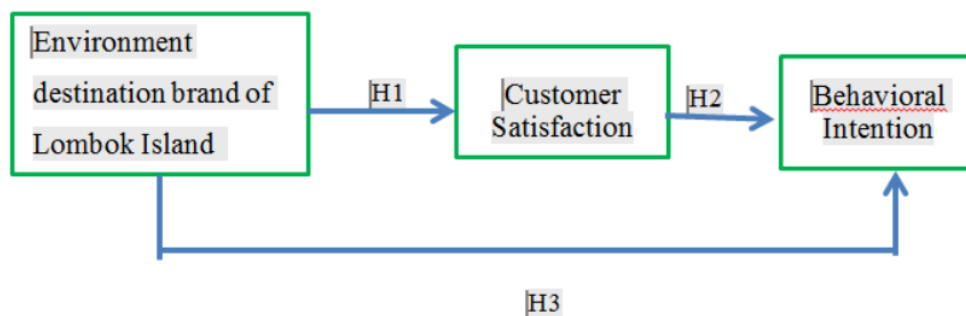 Environment
destination brand of
Lombok Island
H1
Customer
Satisfaction
H2
Behavioral
Intention
H3